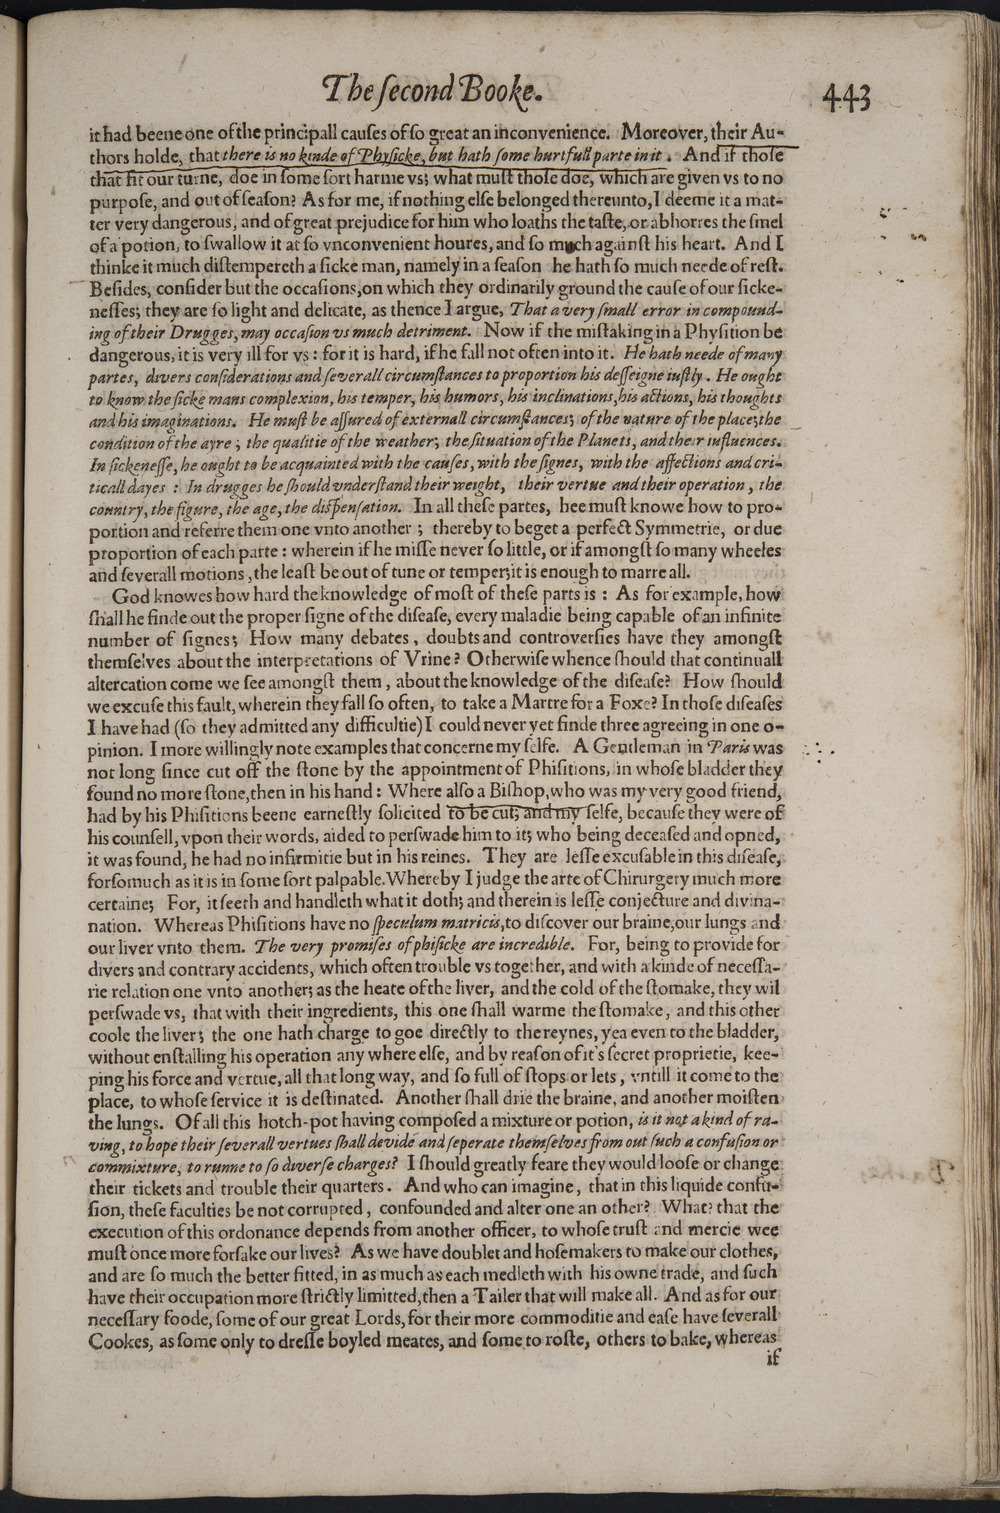 The ſecond Booke. 443
it had beene one of the principall cauſes of ſo great an inconvenience. Moreover, their Au-
thors holde, that there is no kinde of Phyſicke, but hath ſome hurtfull parte in it. And if thoſe
that fit our turne, doe in ſome ſort harme vs; what muſt thoſe doe, which are given vs to no
purpoſe, and out of ſeaſon? As for me, if nothing elſe belonged thereunto, I deeme it a mat-
ter very dangerous, and of great prejudice for him who loaths the taſte, or abhorres the ſmel
of a potion, to ſwallow it at ſo vnconvenient houres, and ſo much againſt his heart. And I
thinke it much diſtempereth a ſicke man, namely in a ſeaſon he hath ſo much neede of reſt.
Beſides, conſider but the occaſions, on which they ordinarily ground the cauſe of our ſicke-
neſſes; they are ſo light and delicate, as thence I argue, That a very ſmall error in compound-
ing of their Drugges, may occaſion vs much detriment. Now if the miſtaking in a Phyſition be
dangerous, it is very ill for vs : for it is hard, if he fall not often into it. He hath neede of many
partes, divers conſiderations and ſeverall circumſtances to proportion his deſſeigne iuſtly. He ought
to know the ſicke mans complexion, his temper, his humors, his inclinations, his actions, his thoughts
and his imaginations. He muſt be aſſured of externall circumſtances; of the nature of the place; the
condition of the ayre ; the qualitie of the weather; the ſituation of the Planets, and their influences.
In ſickeneſſe, he ought to be acquainted with the cauſes, with the ſignes, with the affections and cri-
ticall dayes : In drugges he ſhould vnderſtand their weight, their vertue and their operation, the
country, the figure, the age, the diſpenſation. In all theſe partes, hee muſt knowe how to pro-
portion and referre them one vnto another ; thereby to beget a perfect Symmetrie, or due
proportion of each parte : wherein if he miſſe never ſo little, or if amongſt ſo many wheeles
and ſeverall motions, the leaſt be out of tune or temper; it is enough to marre all.
God knowes how hard the knowledge of moſt of theſe parts is : As for example, how
ſhall he finde out the proper ſigne of the diſeaſe, every maladie being capable of an infinite
number of ſignes; How many debates, doubts and controverſies have they amongſt
themſelves about the interpretations of Vrine? Otherwiſe whence ſhould that continuall
altercation come we ſee amongſt them, about the knowledge of the diſeaſe? How ſhould
we excuſe this fault, wherein they fall ſo often, to take a Martre for a Foxe? In thoſe diſeaſes
I have had (ſo they admitted any difficultie) I could never yet finde three agreeing in one o-
pinion. I more willingly note examples that concerne my ſelfe. A Gentleman in Paris was
not long ſince cut off the ſtone by the appointment of Phiſitions, in whoſe bladder they
found no more ſtone, then in his hand : Where alſo a Biſhop, who was my very good friend,
had by his Phiſitions beene earneſtly ſolicited to be cut; and my ſelfe, becauſe they were of
his counſell, vpon their words, aided to perſwade him to it; who being deceaſed and opned,
it was found, he had no infirmitie but in his reines. They are leſſe excuſable in this diſeaſe,
forſomuch as it is in ſome ſort palpable. Whereby I judge the arte of Chirurgery much more
certaine; For, it ſeeth and handleth what it doth; and therein is leſſe conjecture and divina-
nation. Whereas Phiſitions have no ſpeculum matricis, to diſcover our braine, our lungs and
our liver vnto them. The very promiſes of phiſicke are incredible. For, being to provide for
divers and contrary accidents, which often trouble vs together, and with a kinde of neceſſa-
rie relation one vnto another; as the heate of the liver, and the cold of the ſtomake, they wil
perſwade vs, that with their ingredients, this one ſhall warme the ſtomake, and this other
coole the liver; the one hath charge to goe directly to the reynes, yea even to the bladder,
without enſtalling his operation any where elſe, and by reaſon of it's ſecret proprietie, kee-
ping his force and vertue, all that long way, and ſo full of ſtops or lets, vntill it come to the
place, to whoſe ſervice it is deſtinated. Another ſhall drie the braine, and another moiſten
the lungs. Of all this hotch-pot having compoſed a mixture or potion, is it not a kind of ra-
ving, to hope their ſeverall vertues ſhall devide and ſeperate themſelves from out ſuch a confuſion or
commixture, to runne to ſo diverſe charges? I ſhould greatly feare they would looſe or change
their tickets and trouble their quarters. And who can imagine, that in this liquide confu-
ſion, theſe faculties be not corrupted, confounded and alter one an other? What? that the
execution of this ordonance depends from another officer, to whoſe truſt and mercie wee
muſt once more forſake our lives? As we have doublet and hoſemakers to make our clothes,
and are ſo much the better fitted, in as much as each medleth with his owne trade, and ſuch
have their occupation more ſtrictly limitted, then a Tailer that will make all. And as for our
neceſſary foode, ſome of our great Lords, for their more commoditie and eaſe have ſeverall
Cookes, as ſome only to dreſſe boyled meates, and ſome to roſte, others to bake, whereas
if